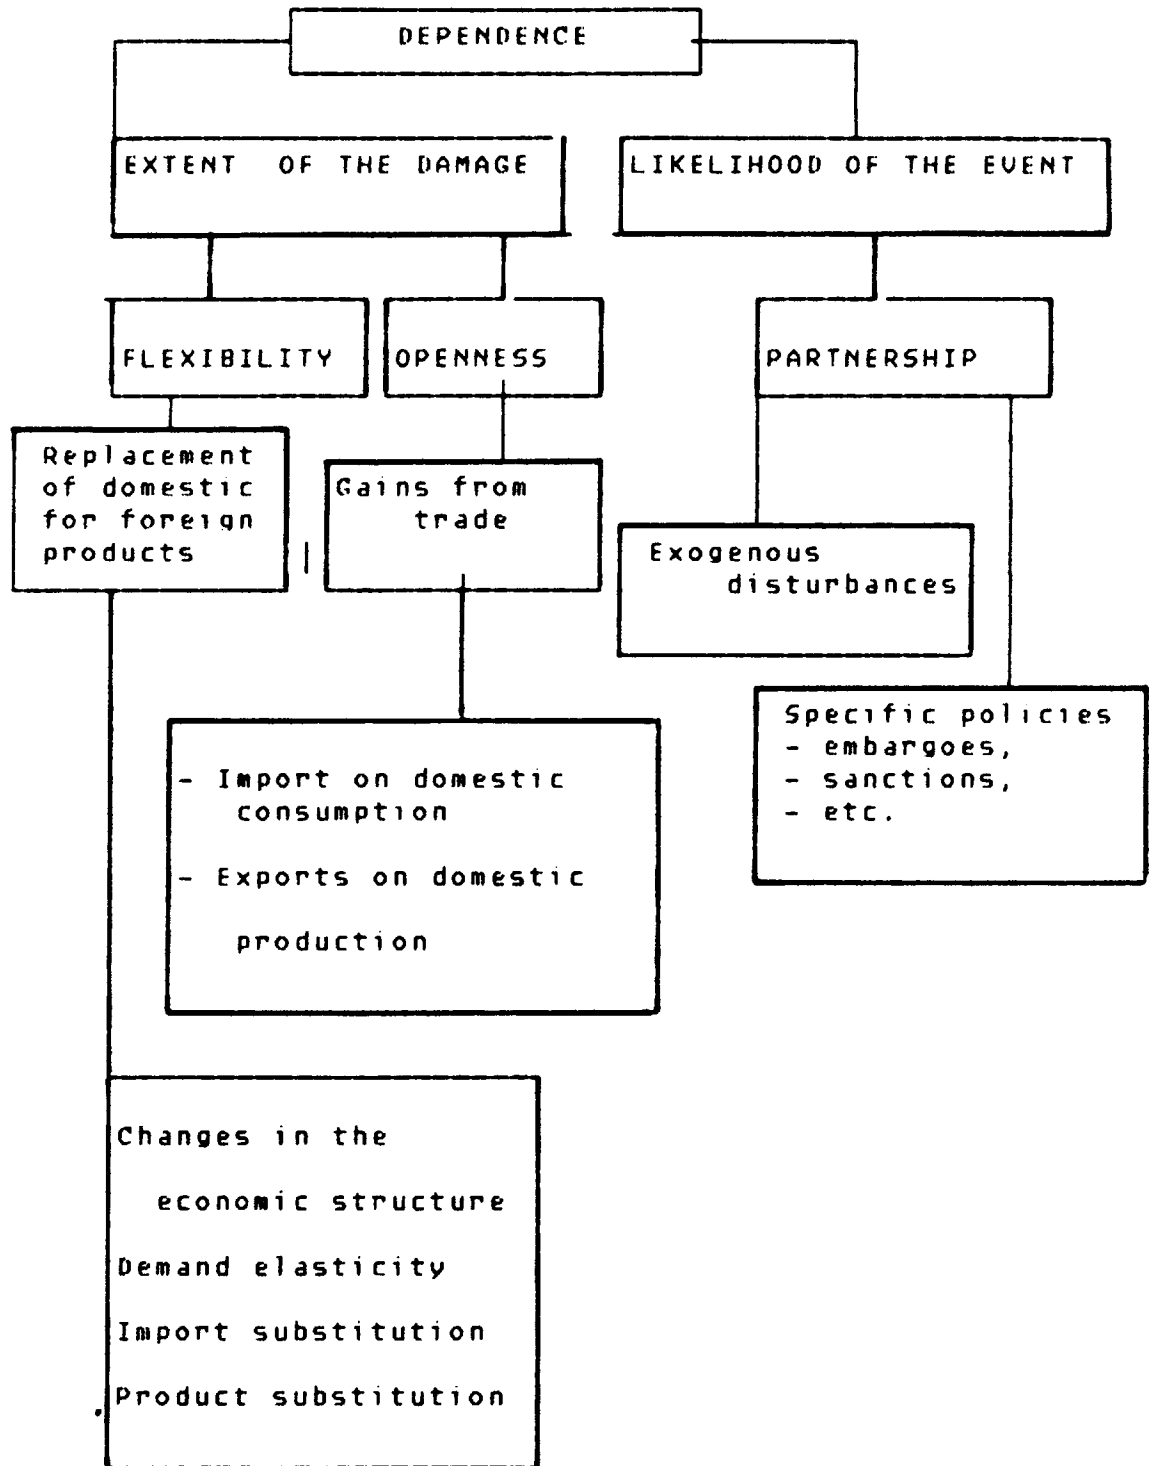 DEPENDENCE
EXTENT OF THE DAMAGE
LIKELIHOOD OF THE EVENT
FLEXIBILITY
OPENNESS
PARTNERSHIP
Replacement
of domestic
for foreign
products
Gains from
trade
Exogenous
disturbances
Specific policies
- embargoes,
- sanctions,
- etc.
- Import on domestic
consumption
- Exports on domestic
production
Changes in the
economic structure
Demand elasticity
Import substitution
Product substitution